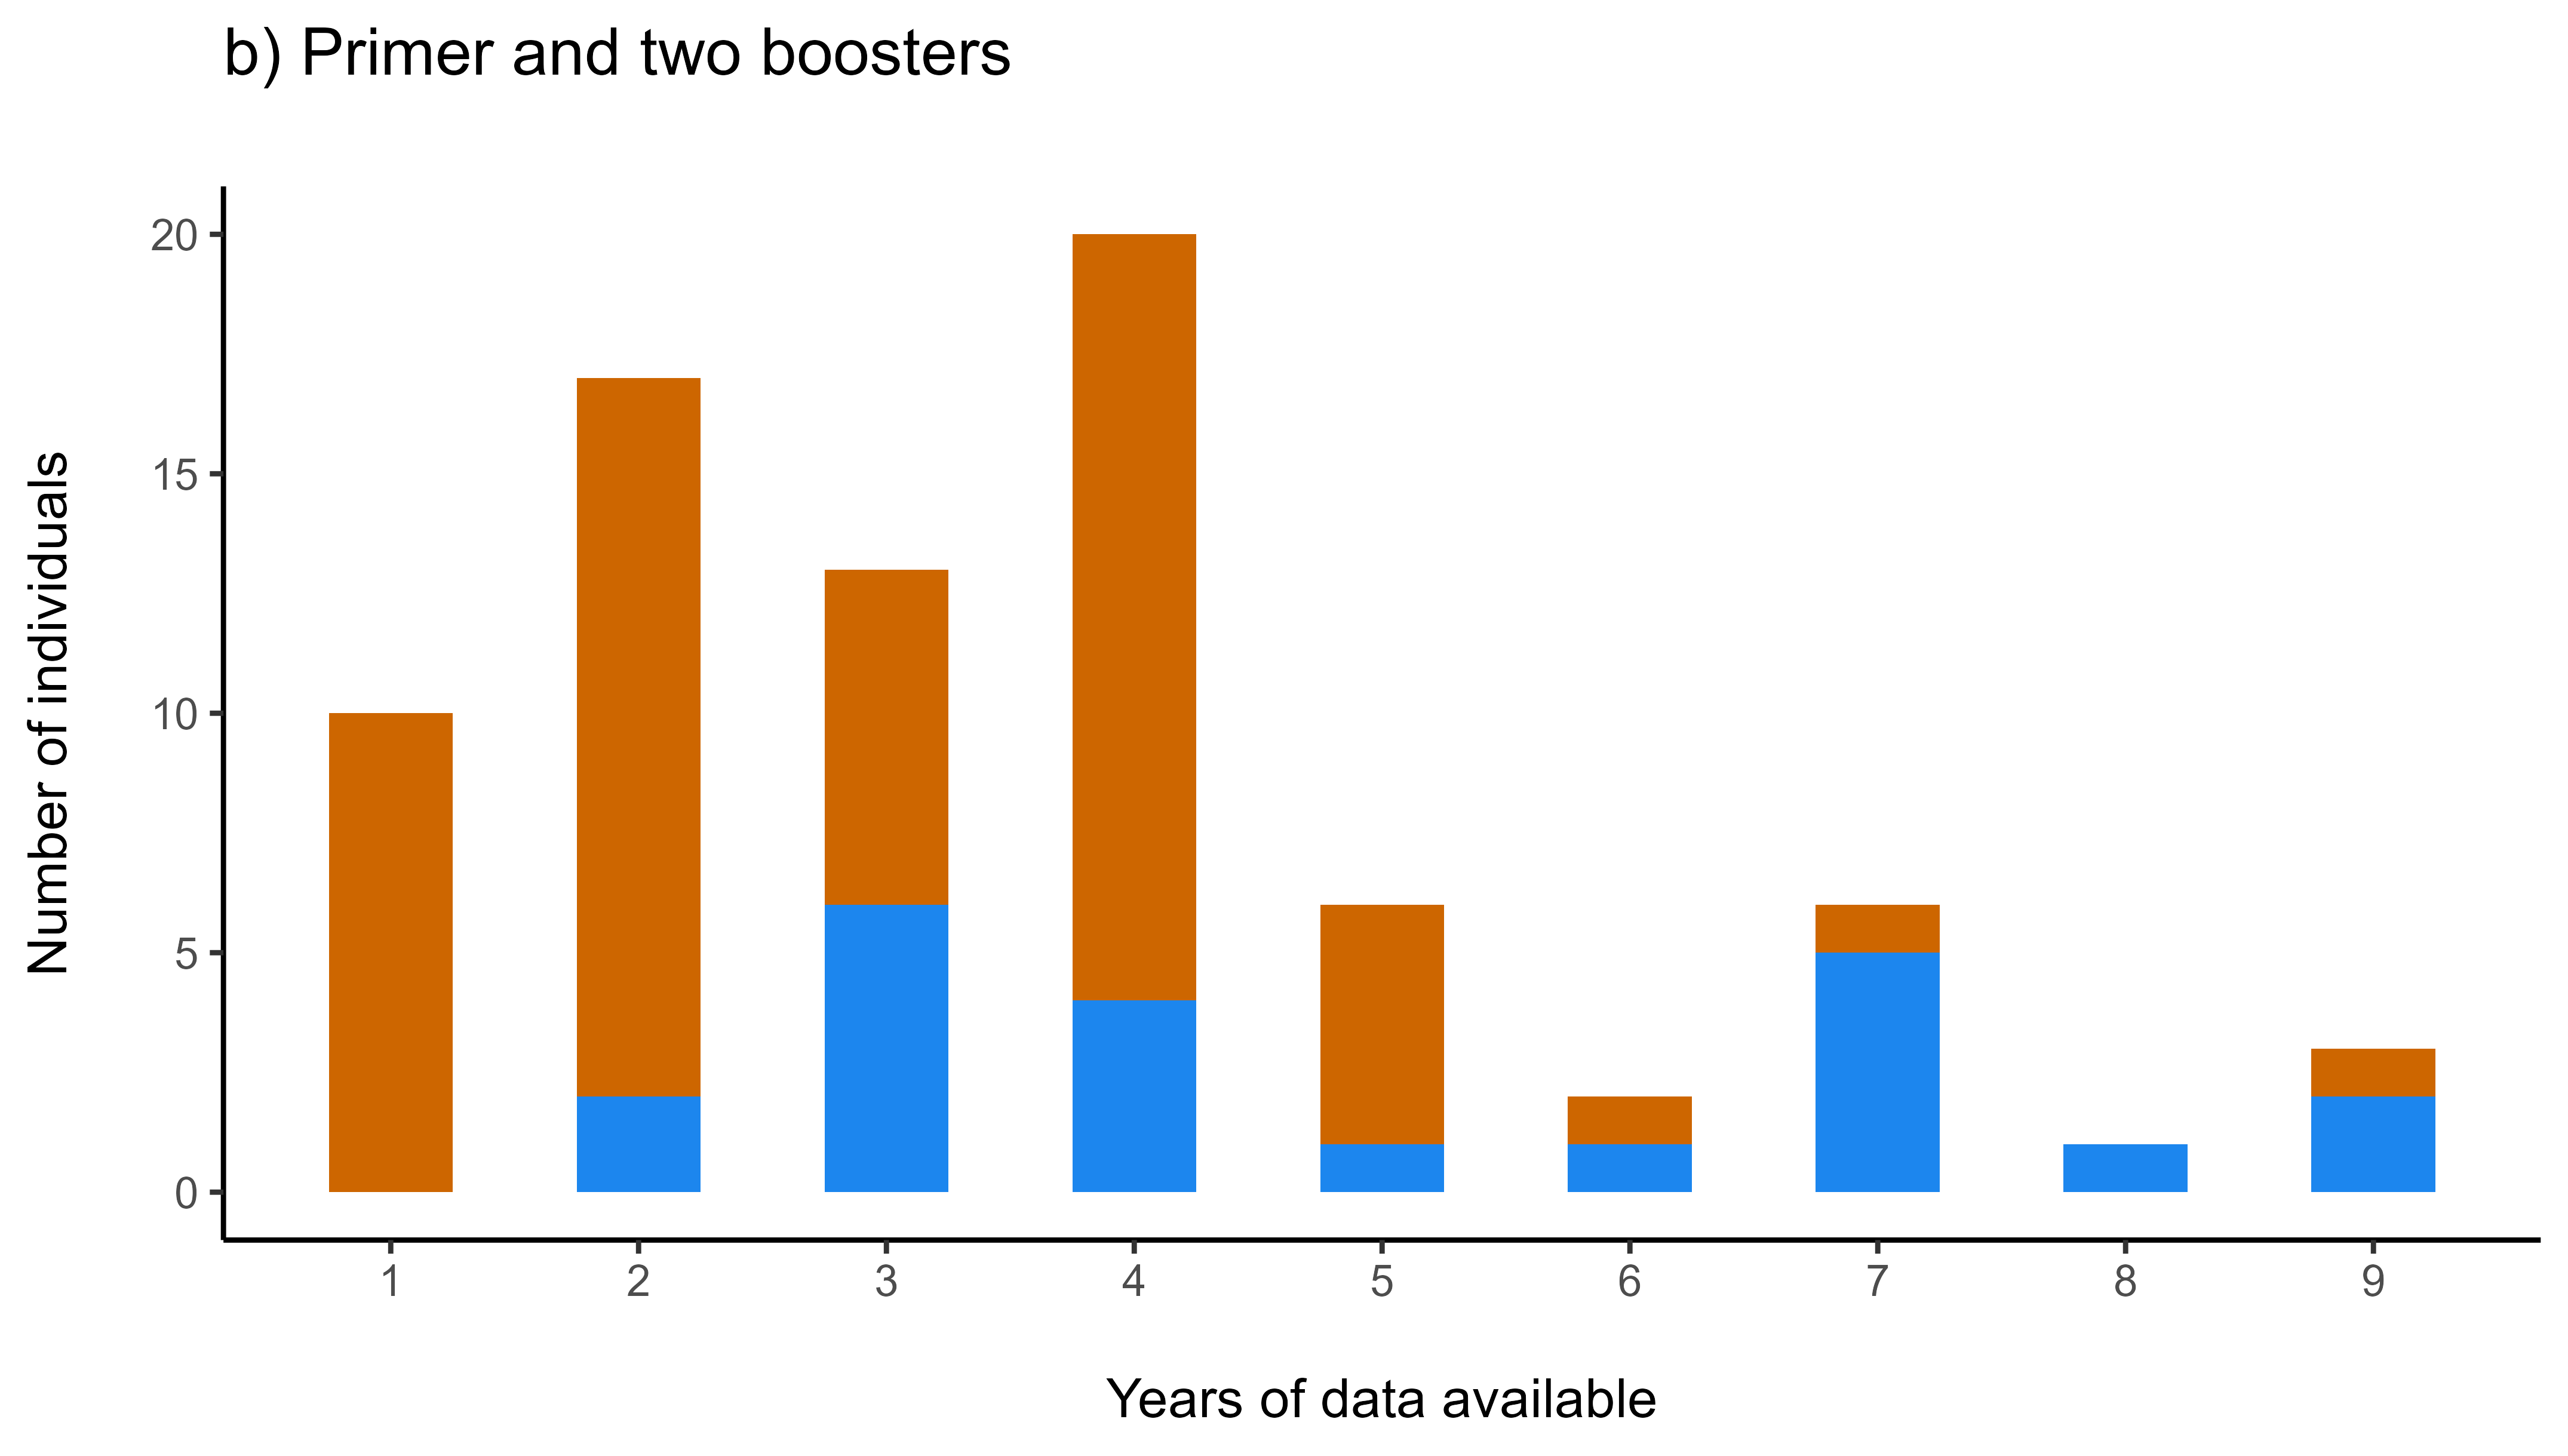 b) Primer and two boosters
Number of individuals
20
15
10
5
0
1 2 3 4 5 6 7 8 9
Years of data available